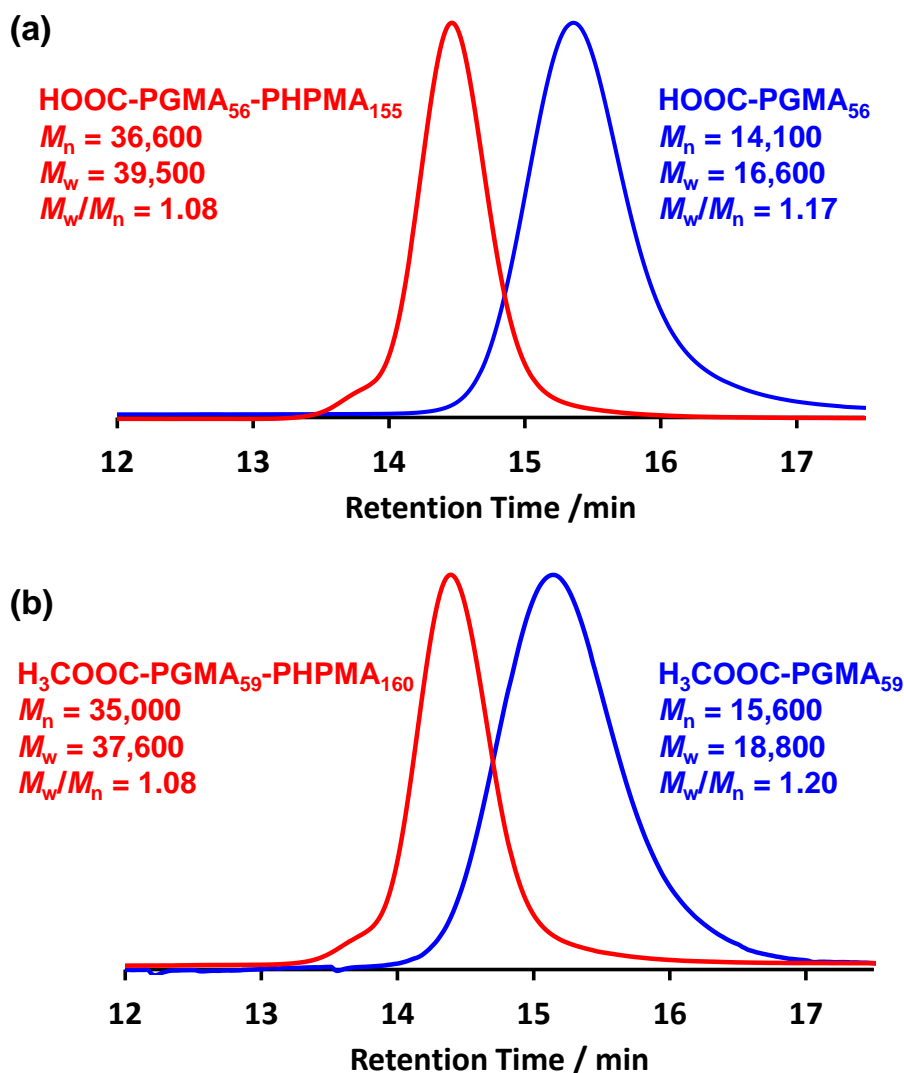 (a)
HOOC-PGMA56-PHPMA155
Mn = 36,600
Mw = 39,500
Mw/Mn = 1.08
HOOC-PGMA56
Mn = 14,100
Mw = 16,600
Mw/Mn = 1.17
12 13 14 15 16 17
Retention Time /min
(b)
H3COOC-PGMA59-PHPMA160
Mn = 35,000
Mw = 37,600
Mw/Mn = 1.08
H3COOC-PGMA59
Mn = 15,600
Mw = 18,800
Mw/Mn = 1.20
12 13 14 15 16 17
Retention Time / min